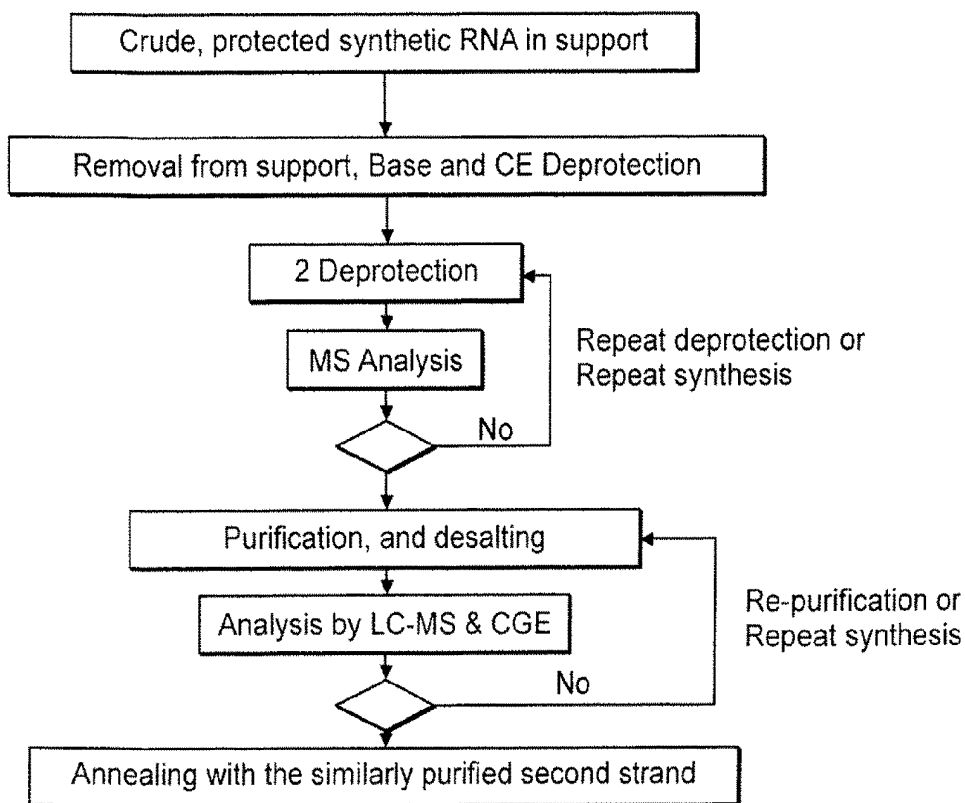 Crude, protected synthetic RNA in support
Removal from support, Base and CE Deprotection
2 Deprotection
MS Analysis
Repeat deprotection or
Repeat synthesis
No
Purification, and desalting
Analysis by LC-MS & CGE
Re-purification or
Repeat synthesis
No
Annealing with the similarly purified second strand